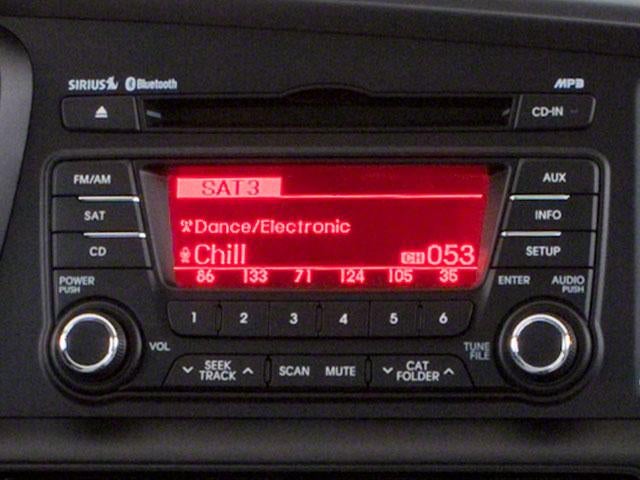 SIRIUS Bluetooth MP3
CD-IN
FM/AM
SAT
CD
SAT3
Dance/Electronic
Chill CH 053
86 133 71 124 105 35
AUX
INFO
SETUP
POWER
PUSH
ENTER
AUDIO
PUSH
1 2 3 4 5 6
VOL
TUNE
FILE
SEEK
TRACK
SCAN
MUTE
CAT
FOLDER